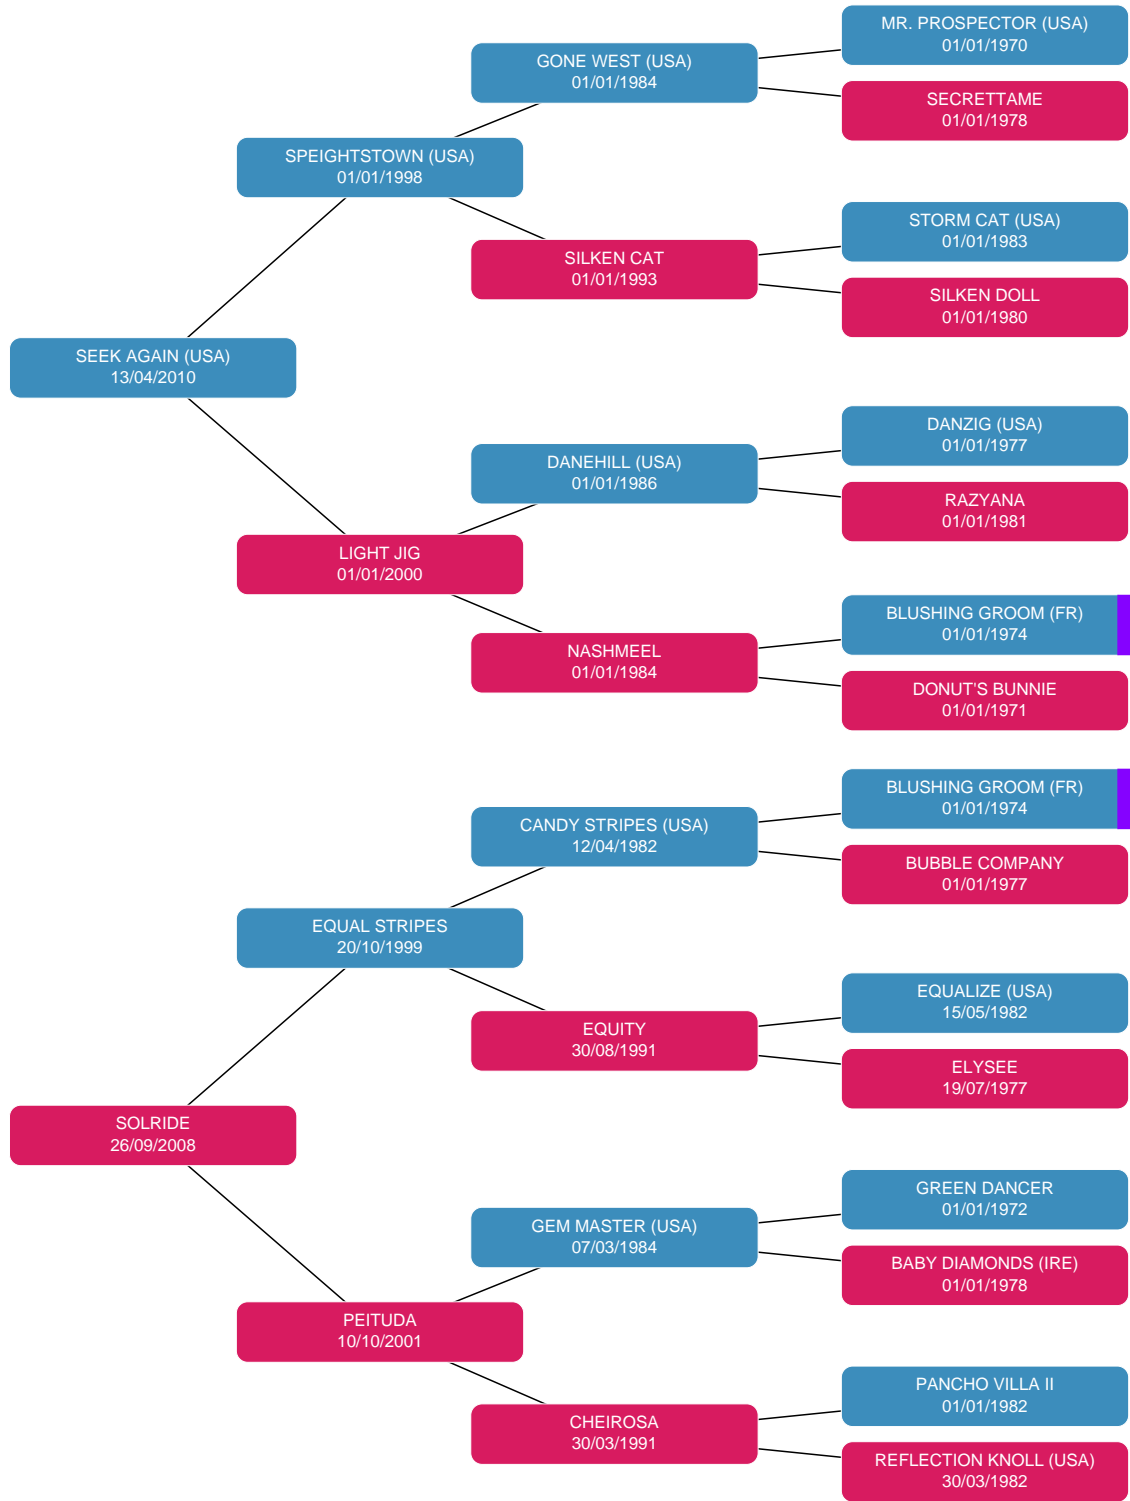 MR. PROSPECTOR (USA)
01/01/1970
GONE WEST (USA)
01/01/1984
SECRETTAME
01/01/1978
SPEIGHTSTOWN (USA)
01/01/1998
STORM CAT (USA)
01/01/1983
SILKEN CAT
01/01/1993
SILKEN DOLL
01/01/1980
SEEK AGAIN (USA)
13/04/2010
DANZIG (USA)
01/01/1977
DANEHILL (USA)
01/01/1986
RAZYANA
01/01/1981
LIGHT JIG
01/01/2000
BLUSHING GROOM (FR)
01/01/1974
NASHMEEL
01/01/1984
DONUT'S BUNNIE
01/01/1971
BLUSHING GROOM (FR)
01/01/1974
CANDY STRIPES (USA)
12/04/1982
BUBBLE COMPANY
01/01/1977
EQUAL STRIPES
20/10/1999
EQUALIZE (USA)
15/05/1982
EQUITY
30/08/1991
ELYSEE
19/07/1977
SOLRIDE
26/09/2008
GREEN DANCER
01/01/1972
GEM MASTER (USA)
07/03/1984
BABY DIAMONDS (IRE)
01/01/1978
PEITUDA
10/10/2001
PANCHO VILLA II
01/01/1982
CHEIROSA
30/03/1991
REFLECTION KNOLL (USA)
30/03/1982